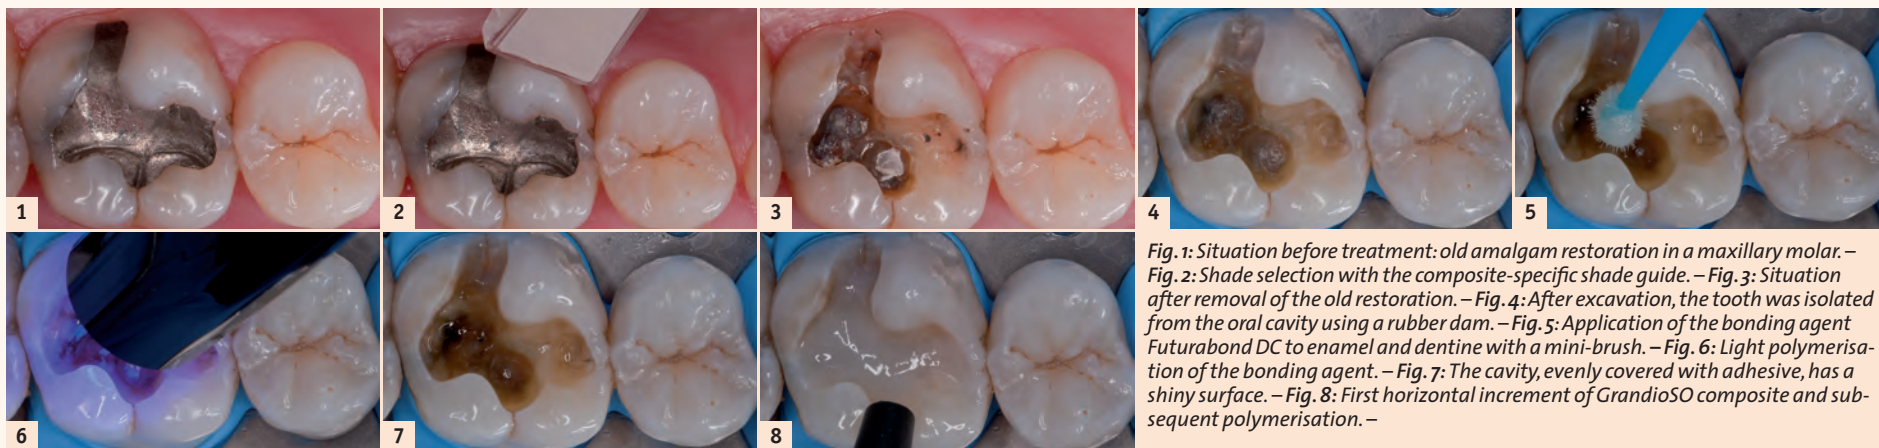 1
2
3
4
5
6
7
8
Fig. 1: Situation before treatment: old amalgam restoration in a maxillary molar. –
Fig. 2: Shade selection with the composite-specific shade guide. – Fig. 3: Situation
after removal of the old restoration. – Fig. 4: After excavation, the tooth was isolated
from the oral cavity using a rubber dam. – Fig. 5: Application of the bonding agent
Futurabond DC to enamel and dentine with a mini-brush. – Fig. 6: Light polymerisa-
tion of the bonding agent. – Fig. 7: The cavity, evenly covered with adhesive, has a
shiny surface. – Fig. 8: First horizontal increment of GrandioSO composite and sub-
sequent polymerisation. –